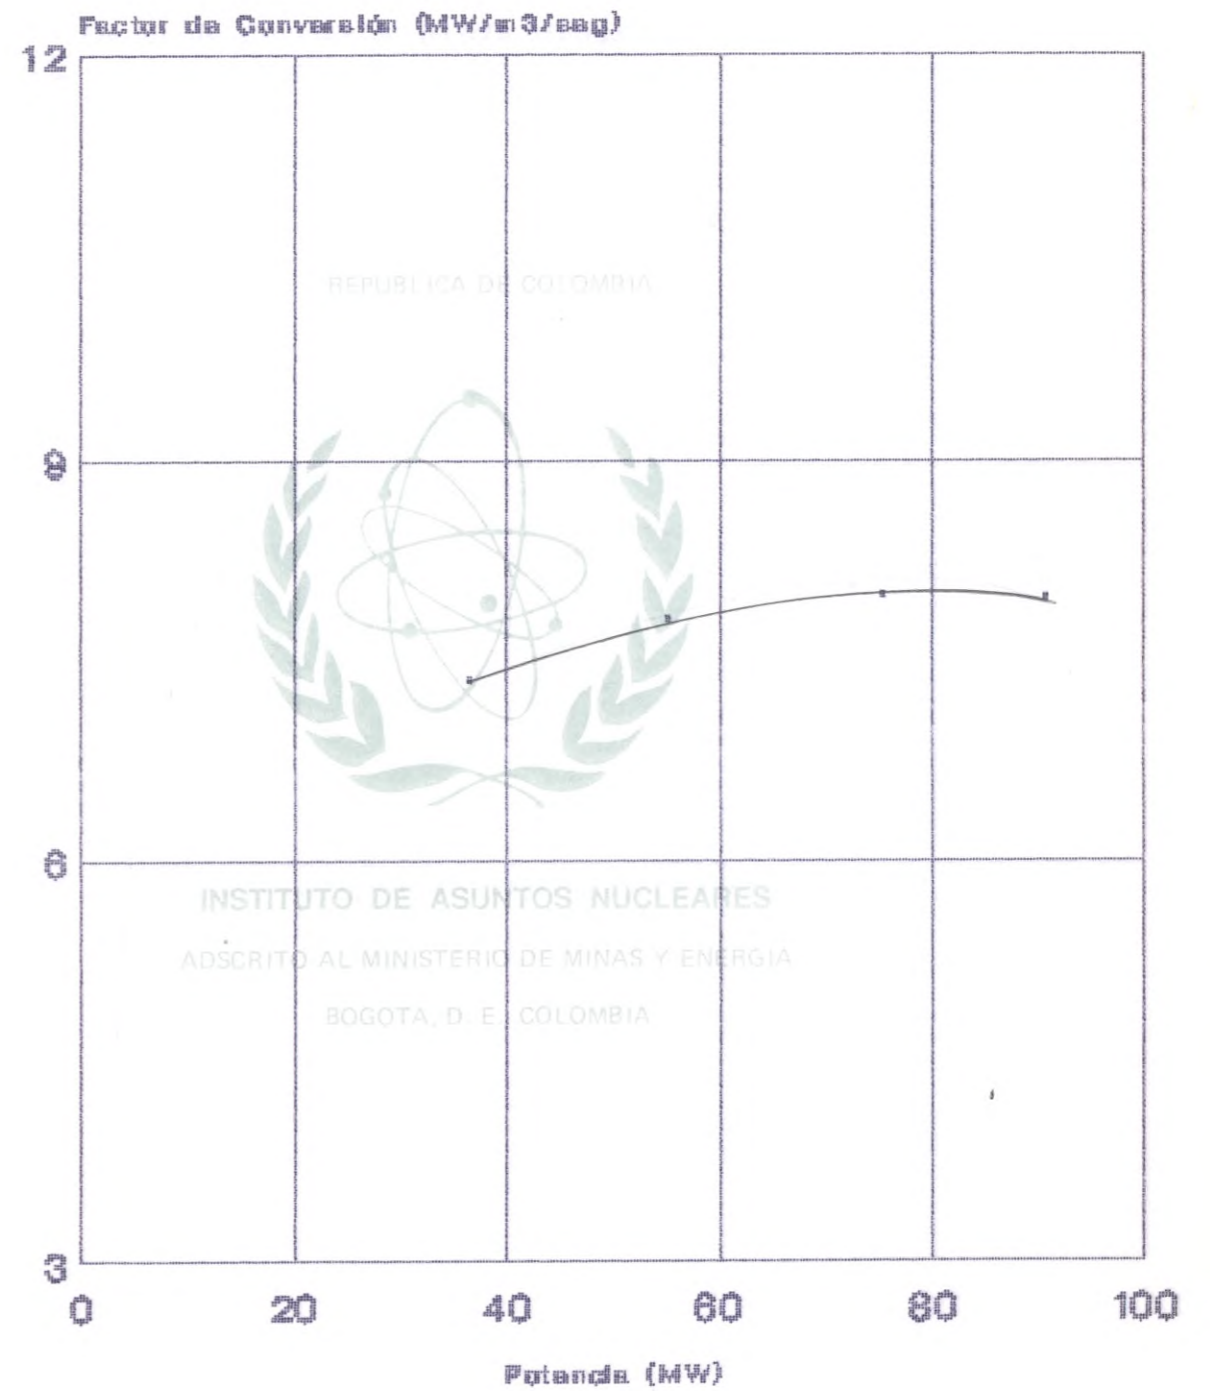 Factor de Conversión (MW/m3/seg)
12
9
6
3
0 20 40 60 80 100
Potencia (MW)
REPUBLICA DE COLOMBIA
INSTITUTO DE ASUNTOS NUCLEARES
ADSCRITO AL MINISTERIO DE MINAS Y ENERGIA
BOGOTA, D. E. COLOMBIA